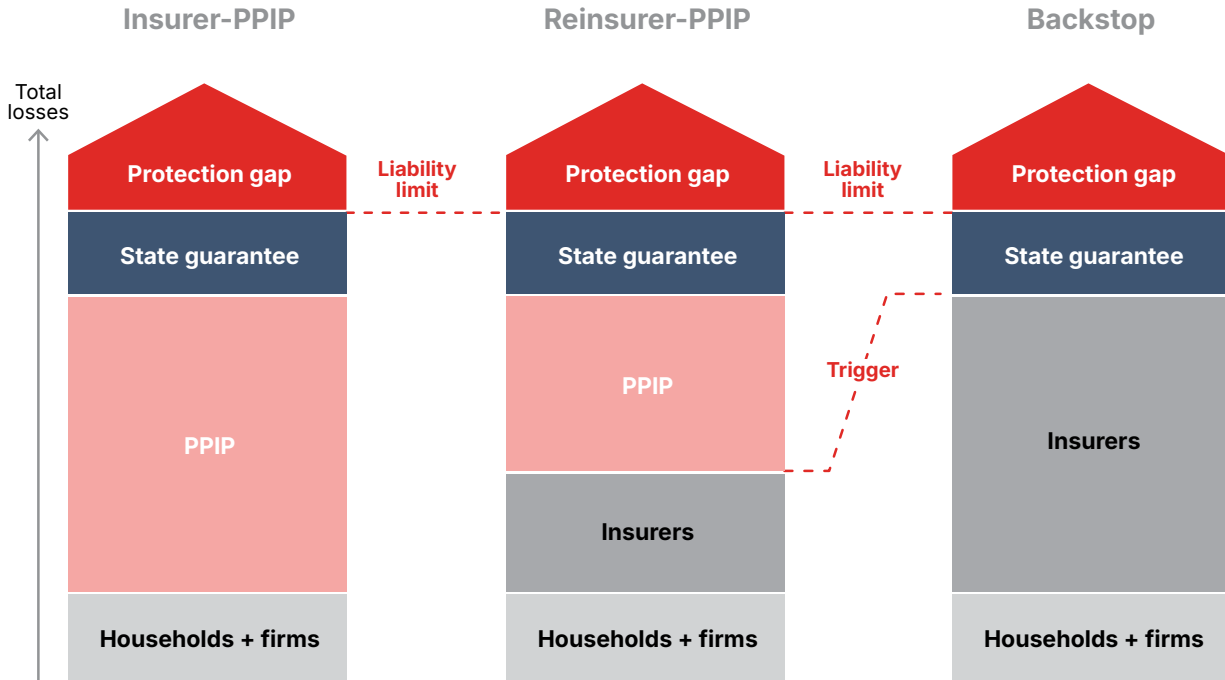 Insurer-PPIP
Reinsurer-PPIP
Backstop
Total
losses
Protection gap
Liability
limit
Protection gap
Liability
limit
Protection gap
State guarantee
State guarantee
State guarantee
PPIP
PPIP
Trigger
Insurers
Insurers
Households + firms
Households + firms
Households + firms